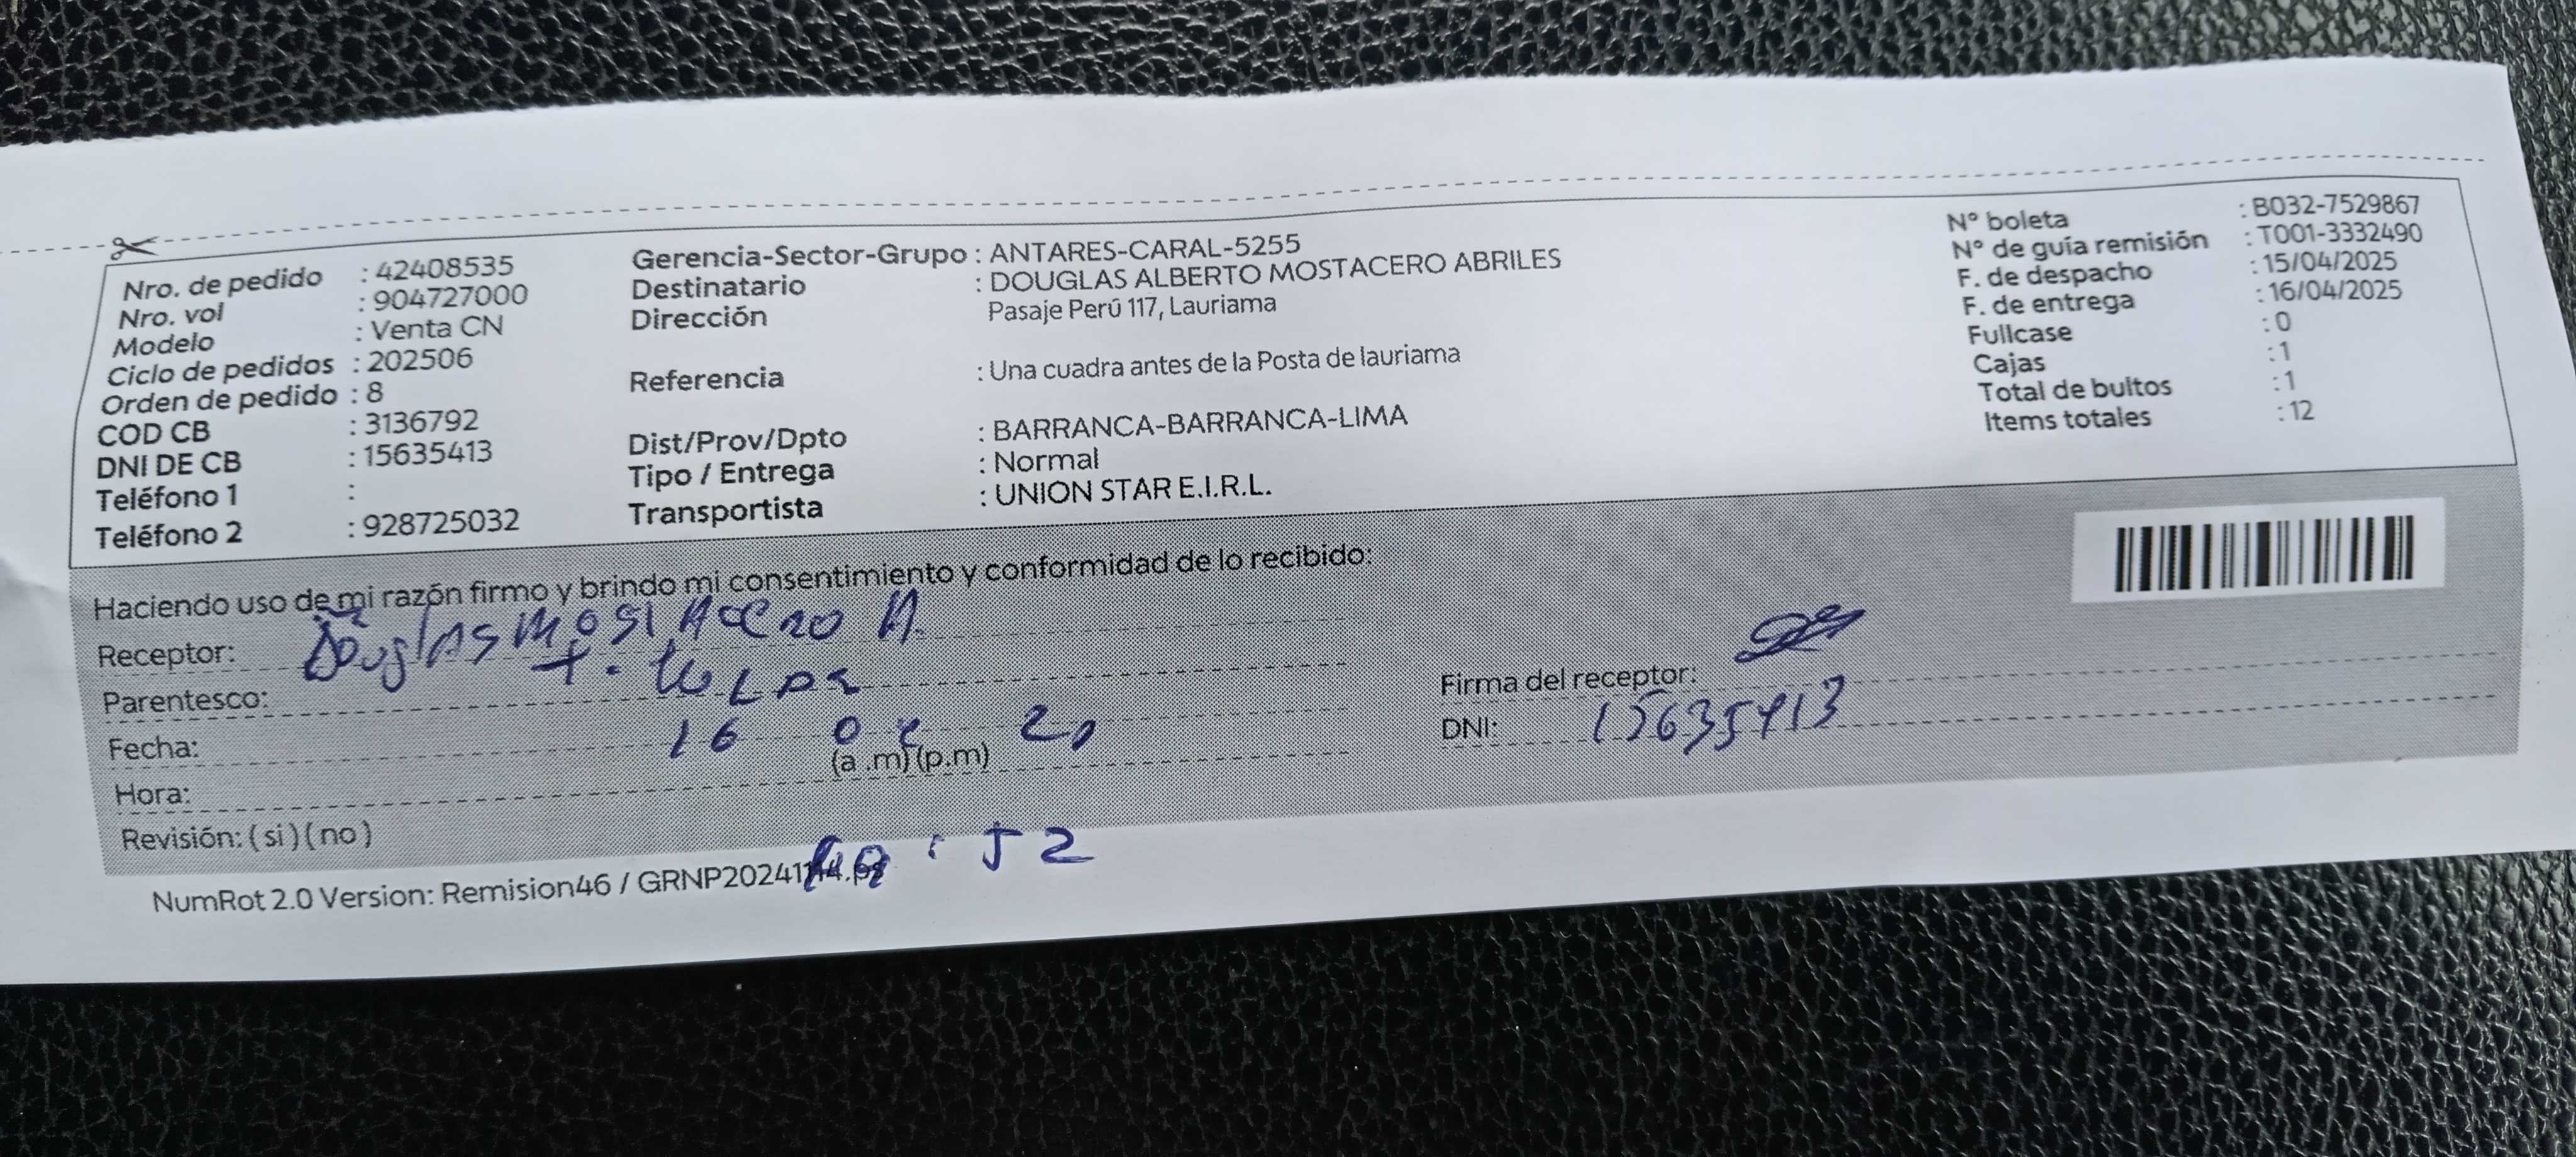 Nro. de pedido : 42408535
Nro. vol : 904727000
Modelo : Venta CN
Ciclo de pedidos : 202506
Orden de pedido : 8
COD CB : 3136792
DNI DE CB : 15635413
Teléfono 1 :
Teléfono 2 : 928725032
Gerencia-Sector-Grupo : ANTARES-CARAL-5255
Destinatario : DOUGLAS ALBERTO MOSTACERO ABRILES
Dirección Pasaje Perú 117, Lauriama
Referencia : Una cuadra antes de la Posta de lauriama
Dist/Prov/Dpto : BARRANCA-BARRANCA-LIMA
Tipo / Entrega : Normal
Transportista : UNION STAR E.I.R.L.
N° boleta : B032-7529867
N° de guía remisión : T001-3332490
F. de despacho : 15/04/2025
F. de entrega : 16/04/2025
Fullcase : 0
Cajas : 1
Total de bultos : 1
Items totales : 12
Haciendo uso de mi razón firmo y brindo mi consentimiento y conformidad de lo recibido:
Receptor: Douglas Mostacero A.
Parentesco:
Fecha: 16
Hora: (a .m) (p.m)
Revisión: ( si ) ( no )
Firma del receptor:
DNI: 15635413
: 52
NumRot 2.0 Version: Remision46 / GRNP20241